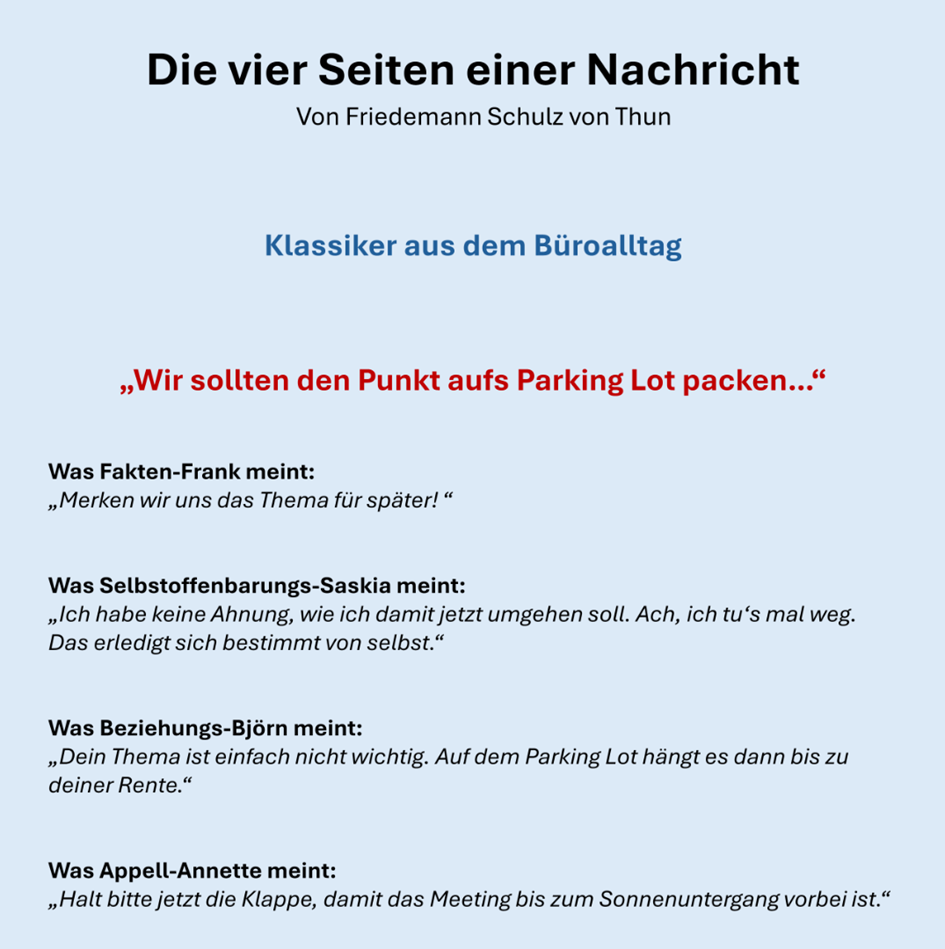 Die vier Seiten einer Nachricht
Von Friedemann Schulz von Thun
Klassiker aus dem Büroalltag
„Wir sollten den Punkt aufs Parking Lot packen…“
Was Fakten-Frank meint:
„Merken wir uns das Thema für später! “
Was Selbstoffenbarungs-Saskia meint:
„Ich habe keine Ahnung, wie ich damit jetzt umgehen soll. Ach, ich tu‘s mal weg.
Das erledigt sich bestimmt von selbst.“
Was Beziehungs-Björn meint:
„Dein Thema ist einfach nicht wichtig. Auf dem Parking Lot hängt es dann bis zu
deiner Rente.“
Was Appell-Annette meint:
„Halt bitte jetzt die Klappe, damit das Meeting bis zum Sonnenuntergang vorbei ist.“